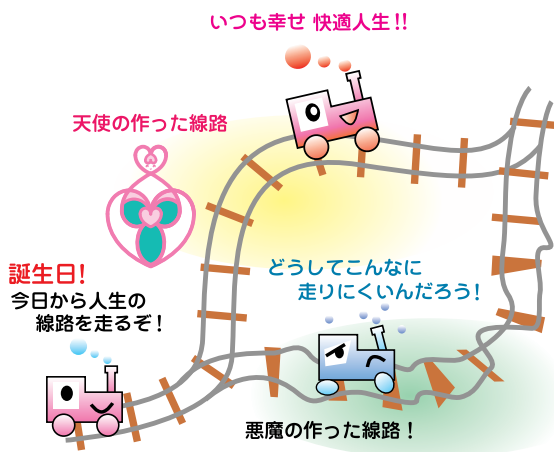 いつも幸せ 快適人生!!
天使の作った線路
誕生日!
今日から人生の
線路を走るぞ!
どうしてこんなに
走りにくいんだろう!
悪魔の作った線路!